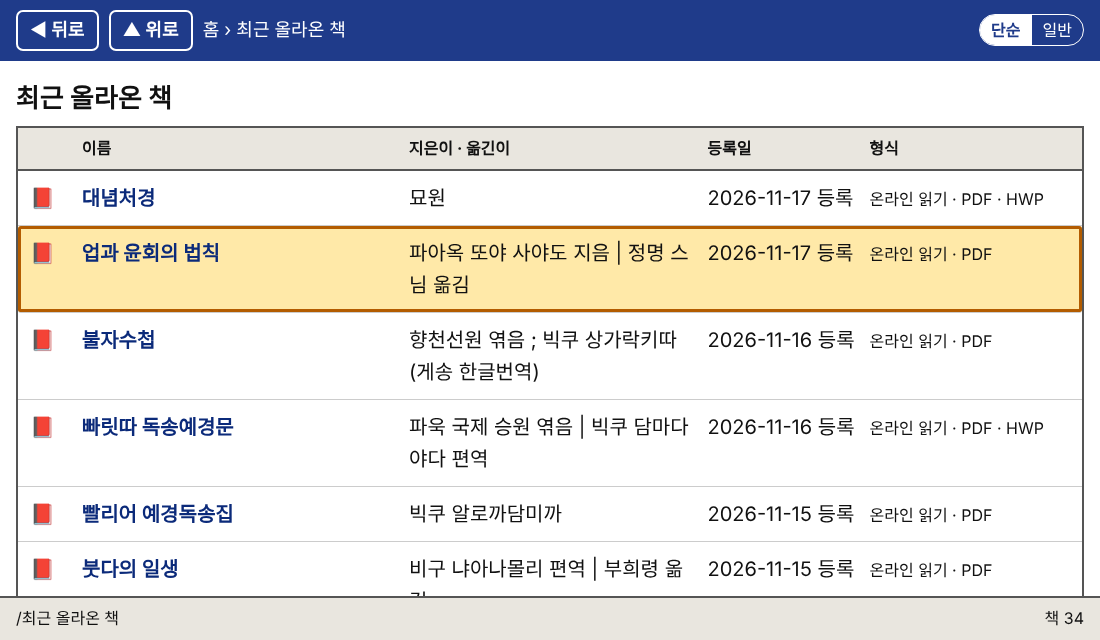 ◀ 뒤로 ▲ 위로 홈 › 최근 올라온 책 단순 일반
최근 올라온 책
이름 지은이 · 옮긴이 등록일 형식
대념처경 묘원 2026-11-17 등록 온라인 읽기 · PDF · HWP
업과 윤회의 법칙 파아옥 또야 사야도 지음 | 정명 스 2026-11-17 등록 온라인 읽기 · PDF
님 옮김
불자수첩 향천선원 엮음 ; 빅쿠 상가락키따 2026-11-16 등록 온라인 읽기 · PDF
(게송 한글번역)
빠릿따 독송예경문 파욱 국제 승원 엮음 | 빅쿠 담마다 2026-11-16 등록 온라인 읽기 · PDF · HWP
야다 편역
빨리어 예경독송집 빅쿠 알로까담미까 2026-11-15 등록 온라인 읽기 · PDF
붓다의 일생 비구 냐아나몰리 편역 | 부희령 옮 2026-11-15 등록 온라인 읽기 · PDF
/최근 올라온 책 책 34